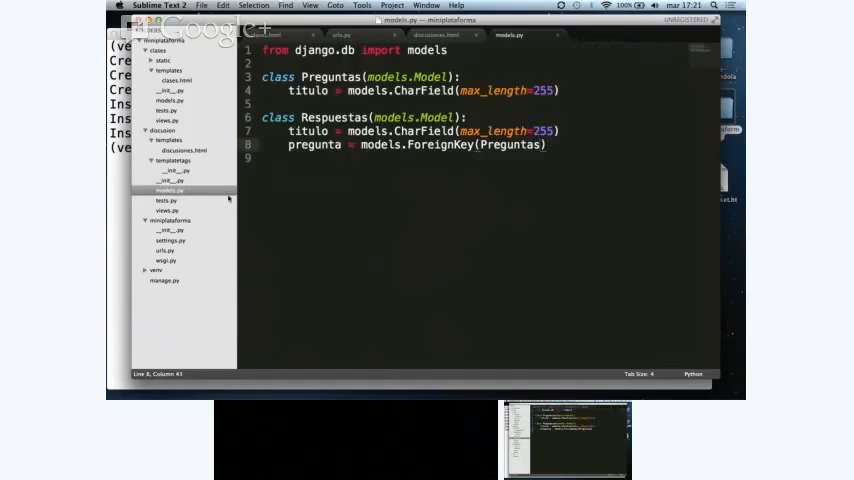 Sublime Text 2 File Edit Selection Find View Goto Tools Project Window Help 100% mar 17:21
models.py — miniplataforma UNREGISTERED
Google+
urls.py discusiones.html models.py
(ve
Cre
Cre
Cre
Ins
Ins
Ins
(ve
miniplataforma
clases
static
templates
clases.html
__init__.py
models.py
tests.py
views.py
discusion
templates
discusiones.html
templatetags
__init__.py
__init__.py
models.py
tests.py
views.py
miniplataforma
__init__.py
settings.py
urls.py
wsgi.py
venv
manage.py
1 from django.db import models
2
3 class Preguntas(models.Model):
4 titulo = models.CharField(max_length=255)
5
6 class Respuestas(models.Model):
7 titulo = models.CharField(max_length=255)
8 pregunta = models.ForeignKey(Preguntas)
9
Line 8, Column 43 Tab Size: 4 Python